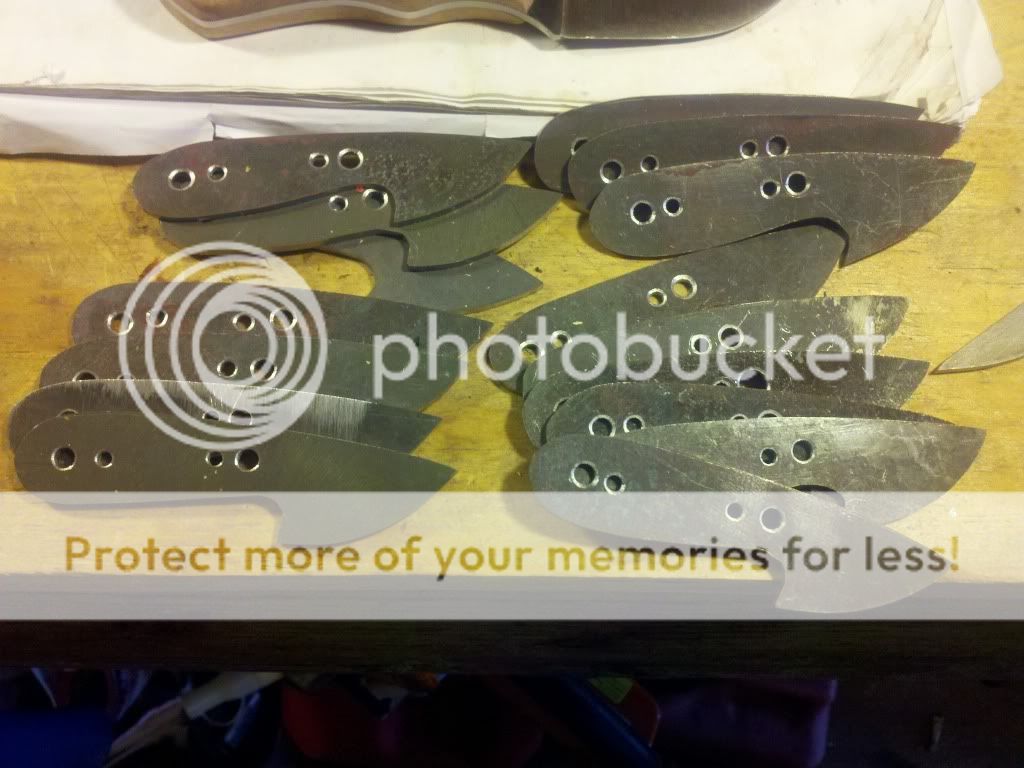 photobucket
Protect more of your memories for less!